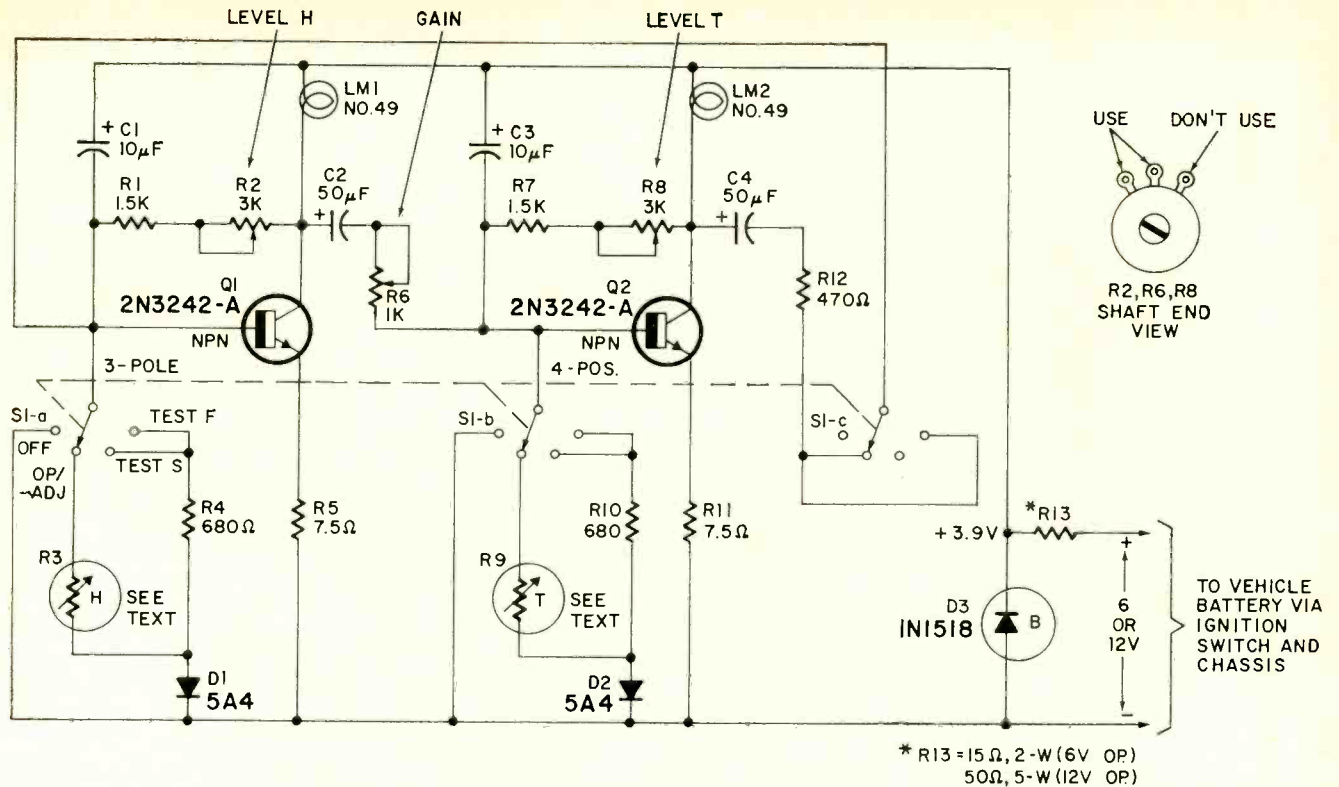 LEVEL H
GAIN
LEVEL T
LM1
NO.49
LM2
NO.49
+ C1
10µF
+ C3
10µF
R1
1.5K
R2
3K
C2
50µF
+
R7
1.5K
R8
3K
C4
50µF
+
USE
DON'T USE
R2, R6, R8
SHAFT END
VIEW
Q1
2N3242-A
NPN
R6
1K
Q2
2N3242-A
NPN
R12
470Ω
3-POLE
4-POS.
S1-a
OFF
OP/
~ADJ
TEST F
TEST S
S1-b
S1-c
R4
680Ω
R5
7.5Ω
R10
680
R11
7.5Ω
+3.9V
*R13
+
R3
H
SEE
TEXT
R9
T
SEE
TEXT
D3
1N1518
B
6
OR
12V
−
TO VEHICLE
BATTERY VIA
IGNITION
SWITCH AND
CHASSIS
D1
5A4
D2
5A4
*R13=15Ω, 2-W (6V OP.)
50Ω, 5-W (12V OP.)